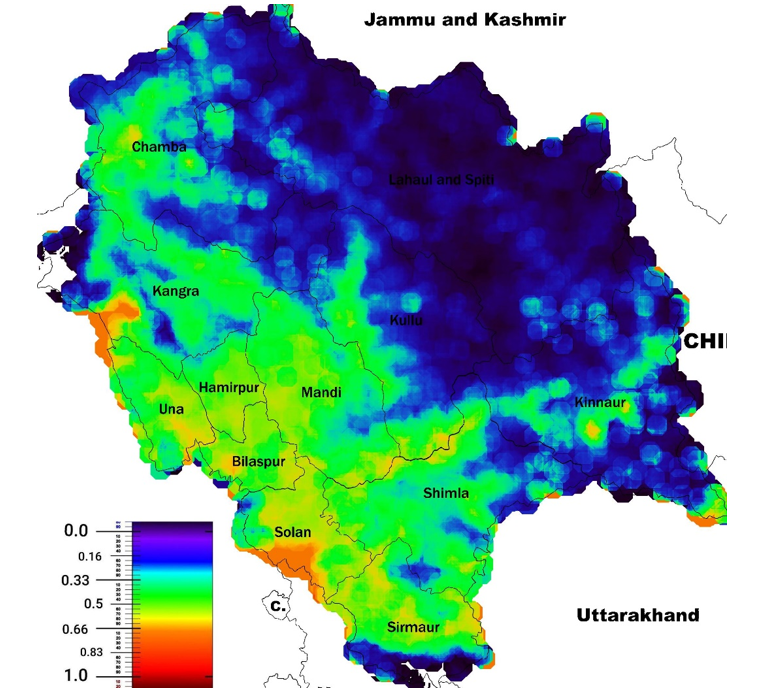 Jammu and Kashmir
Chamba
Lahaul and Spiti
Kangra
Kullu
CHI
Hamirpur
Mandi
Kinnaur
Una
Bilaspur
Shimla
Solan
0.0
0.16
0.33
0.5
0.66
0.83
1.0
C.
Uttarakhand
Sirmaur